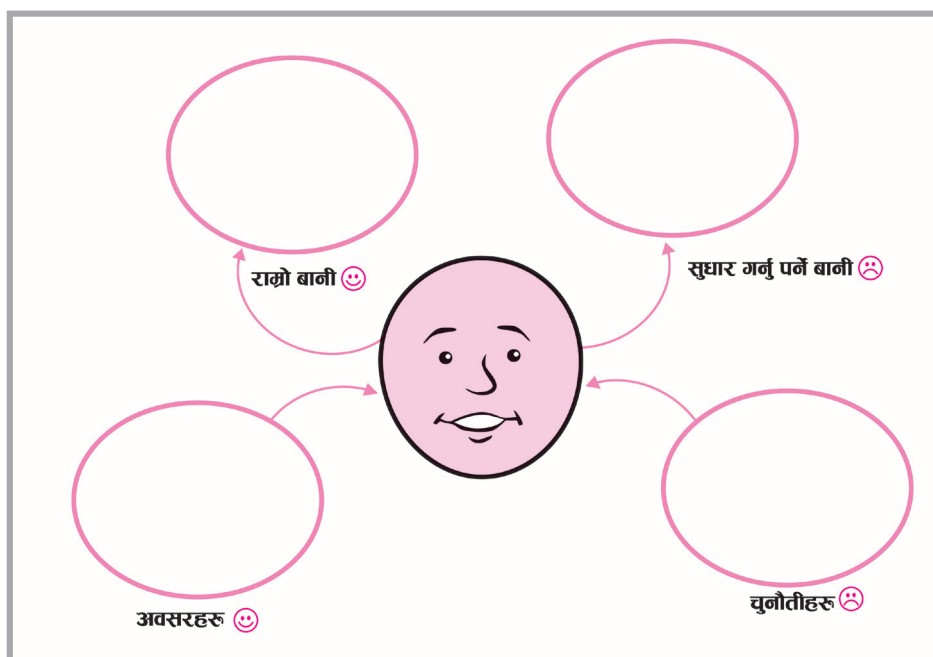 राम्रो बानी
सुधार गर्नु पर्ने बानी
अवसरहरू
चुनौतीहरू